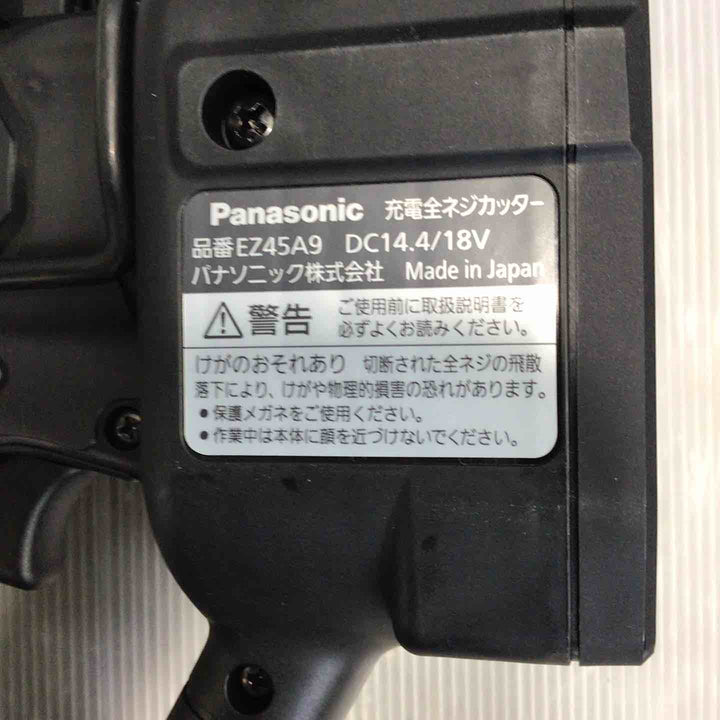 Panasonic 充電全ネジカッター
品番EZ45A9 DC14.4/18V
パナソニック株式会社 Made in Japan
警告 ご使用前に取扱説明書を
必ずよくお読みください。
けがのおそれあり 切断された全ネジの飛散
落下により、けがや物理的損害の恐れがあります。
●保護メガネをご使用ください。
●作業中は本体に顔を近づけないでください。